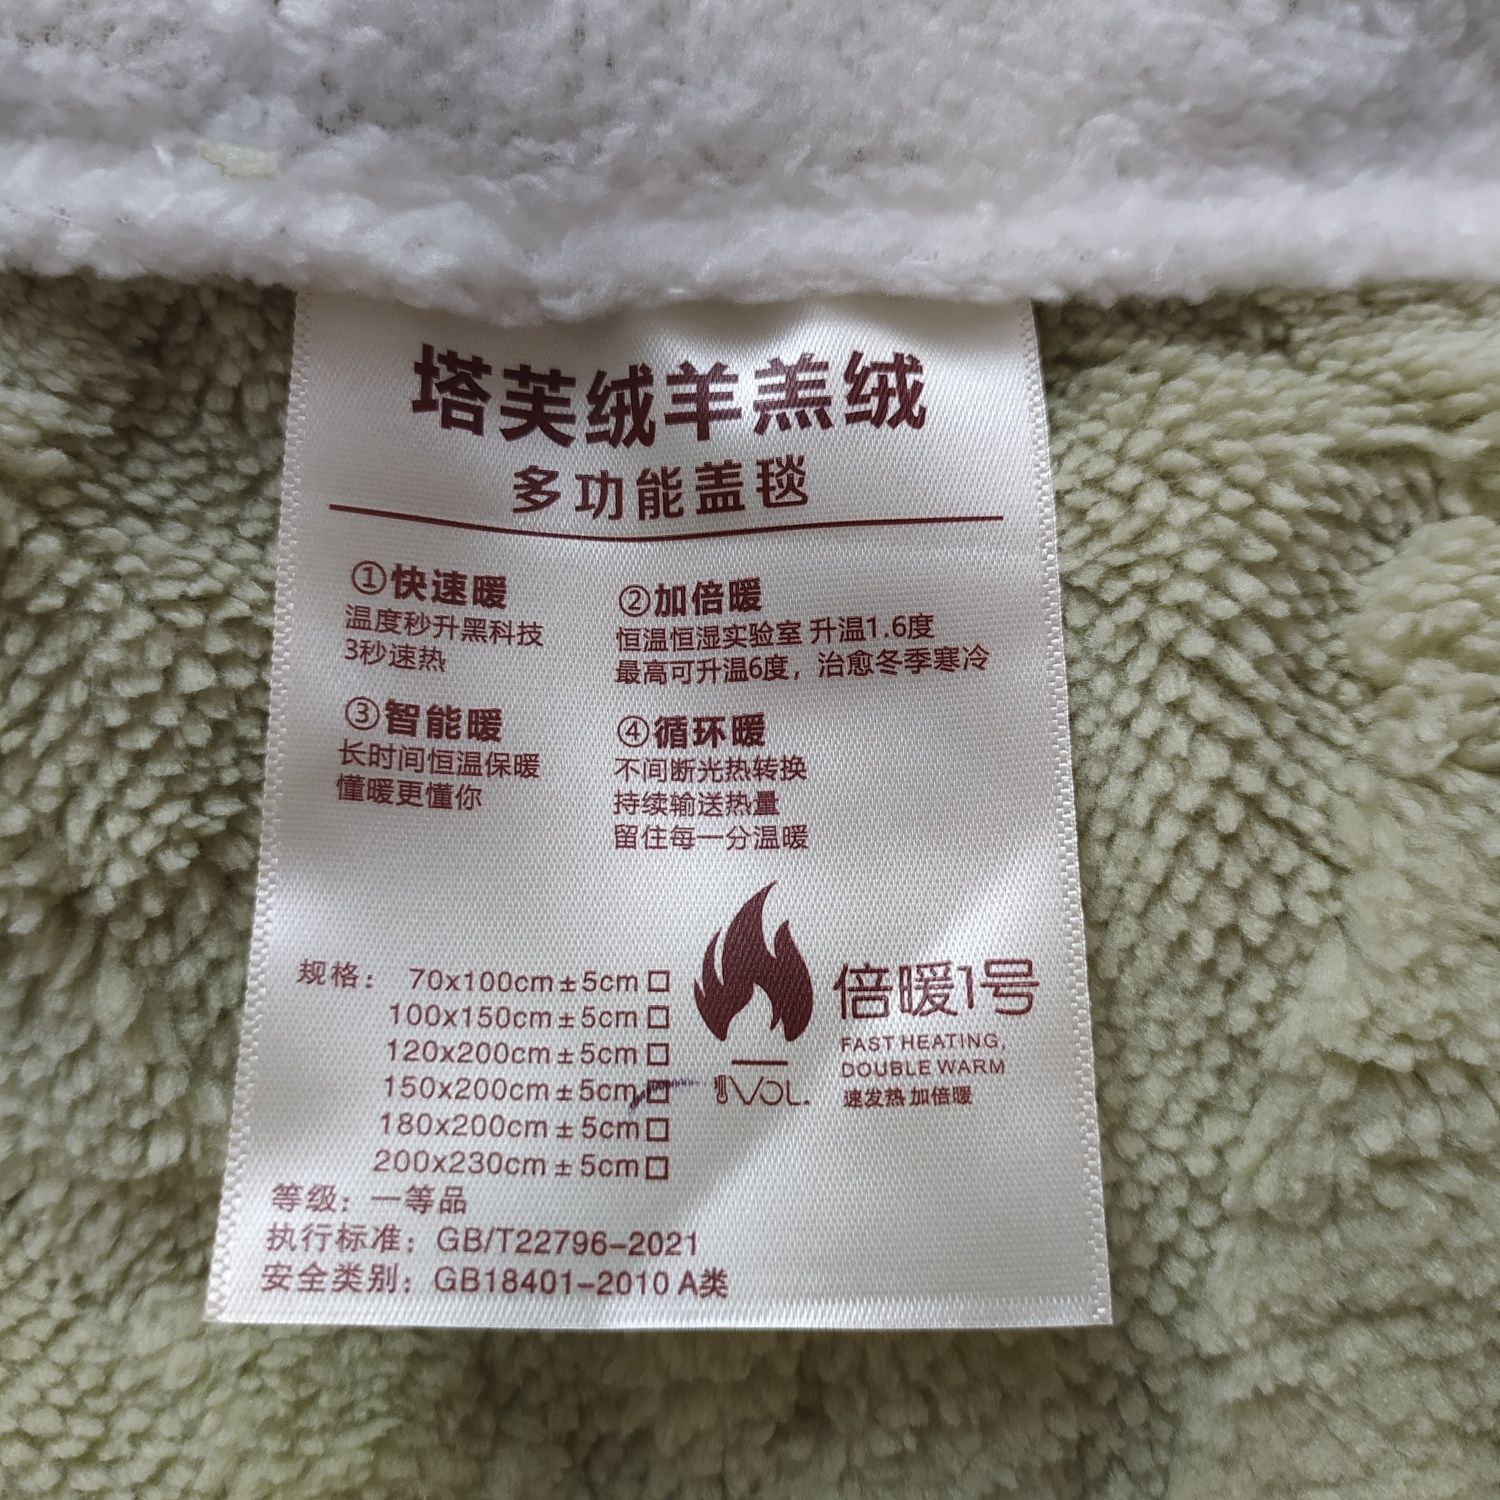 塔芙绒羊羔绒
多功能盖毯
①快速暖
温度秒升黑科技
3秒速热
②加倍暖
恒温恒湿实验室 升温1.6度
最高可升温6度，治愈冬季寒冷
③智能暖
长时间恒温保暖
懂暖更懂你
④循环暖
不间断光热转换
持续输送热量
留住每一分温暖
规格： 70x100cm±5cm□
100x150cm±5cm□
120x200cm±5cm□
150x200cm±5cm□
180x200cm±5cm□
200x230cm±5cm□
倍暖1号
FAST HEATING,
DOUBLE WARM
速发热 加倍暖
VOL.
等级：一等品
执行标准：GB/T22796-2021
安全类别：GB18401-2010 A类